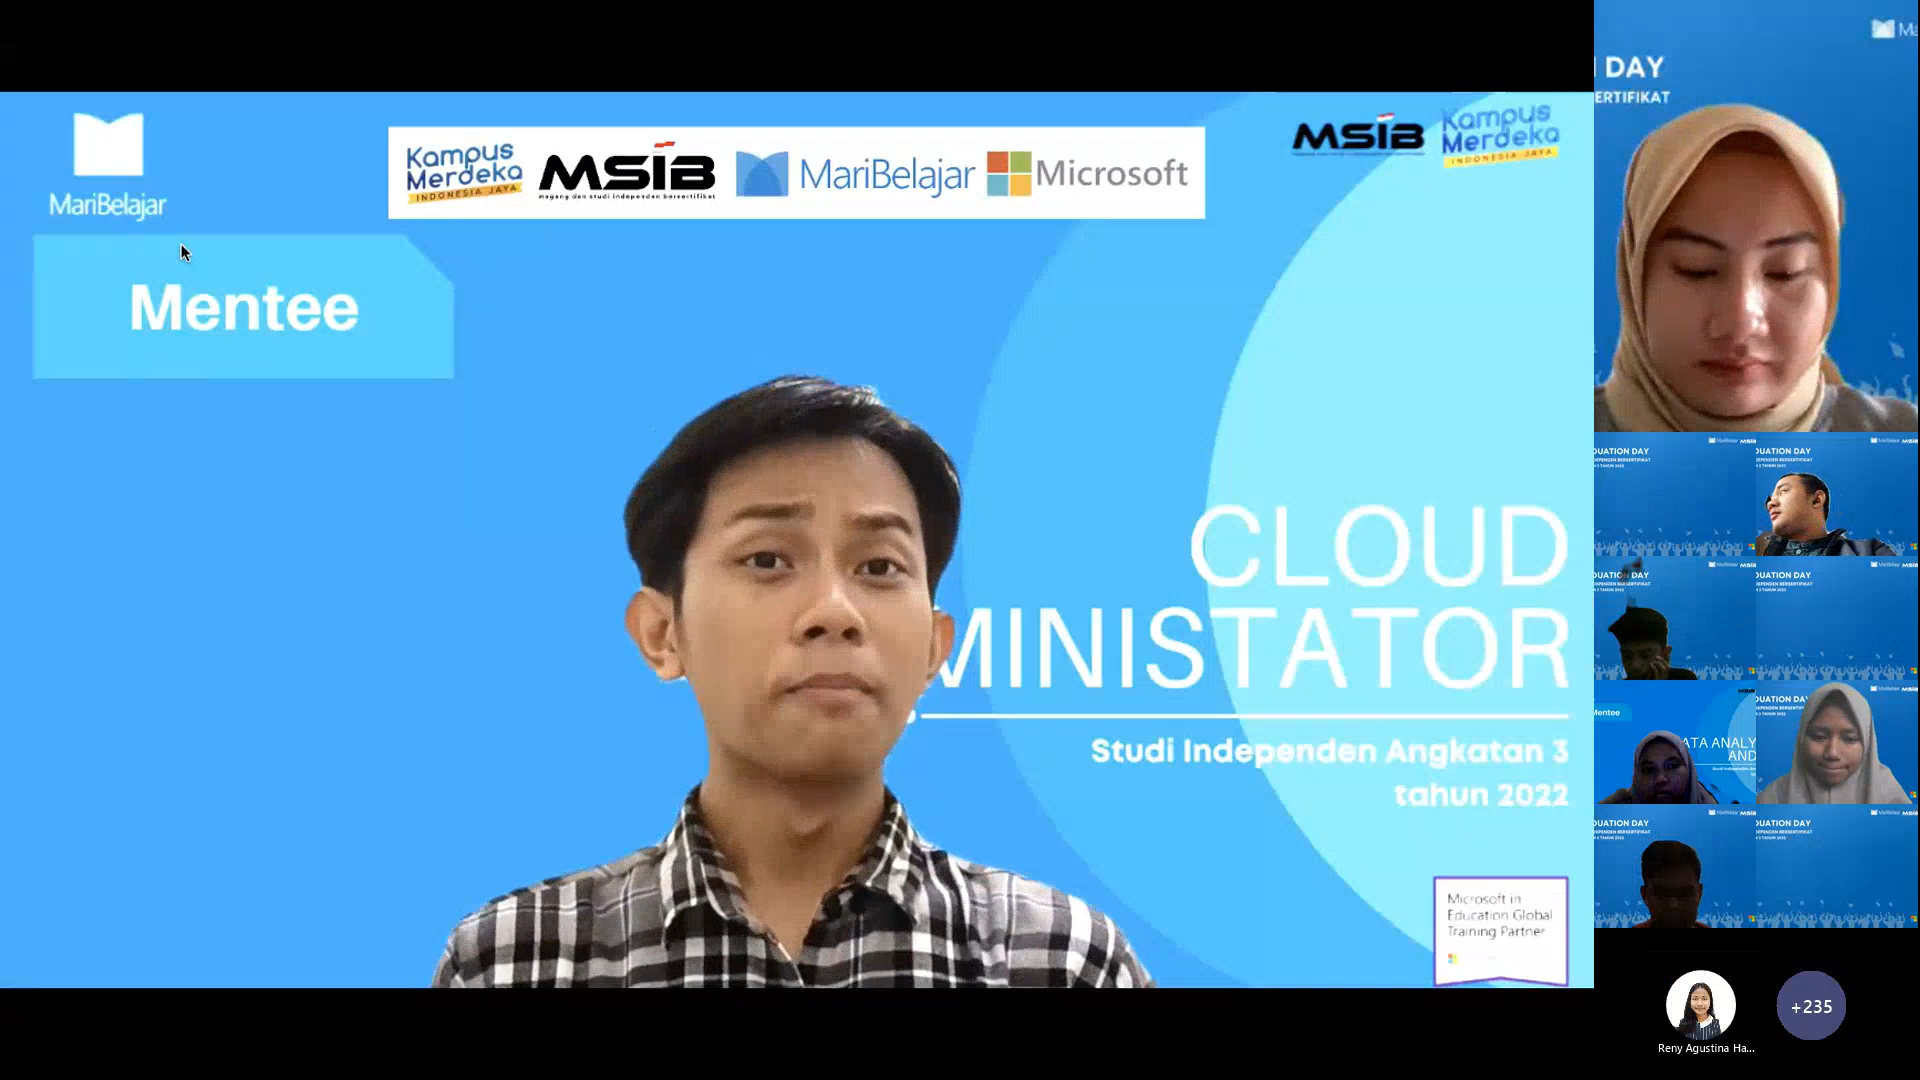 MariBelajar
Mentee
Kampus
Merdeka
INDONESIA JAYA
MSIB
magang dan studi independen bersertifikat
MariBelajar
Microsoft
MSIB
Kampus
Merdeka
INDONESIA JAYA
CLOUD
MINISTATOR
Studi Independen Angkatan 3
tahun 2022
Microsoft in
Education Global
Training Partner
DAY
ERTIFIKAT
UATION DAY
UATION DAY
UATION DAY
UATION DAY
Mentee
ATA ANALY
AND
UATION DAY
UATION DAY
UATION DAY
Reny Agustina Ha...
+235